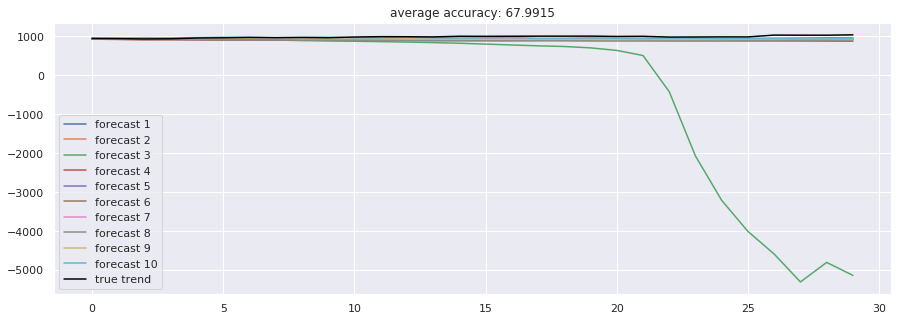 average accuracy: 67.9915
1000
0
−1000
−2000
−3000
−4000
−5000
forecast 1
forecast 2
forecast 3
forecast 4
forecast 5
forecast 6
forecast 7
forecast 8
forecast 9
forecast 10
true trend
0 5 10 15 20 25 30